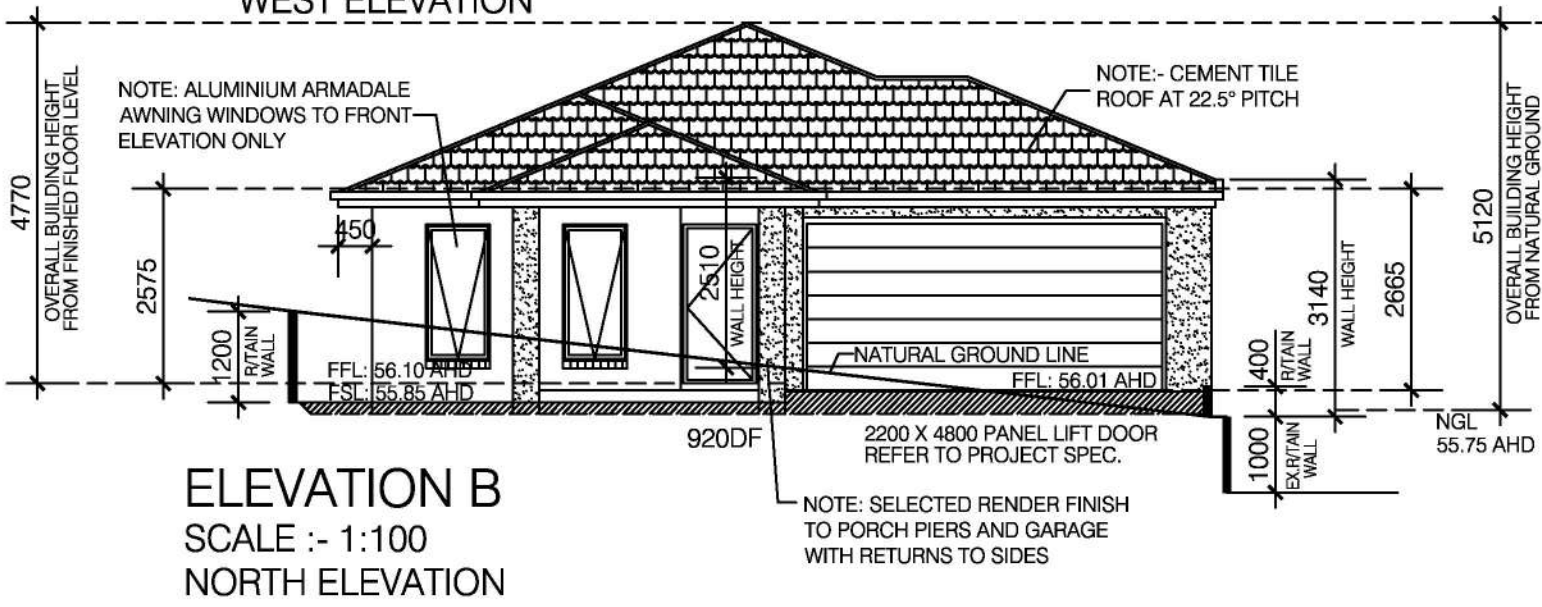 WEST ELEVATION
NOTE: ALUMINIUM ARMADALE
AWNING WINDOWS TO FRONT
ELEVATION ONLY
NOTE:- CEMENT TILE
ROOF AT 22.5° PITCH
4770
OVERALL BUILDING HEIGHT
FROM FINISHED FLOOR LEVEL
2575
450
1200
R/TAIN
WALL
FFL: 56.10 AHD
FSL: 55.85 AHD
2510
WALL HEIGHT
NATURAL GROUND LINE
FFL: 56.01 AHD
400
R/TAIN
WALL
3140
WALL HEIGHT
2665
5120
OVERALL BUILDING HEIGHT
FROM NATURAL GROUND
1000
EX.R/TAIN
WALL
NGL
55.75 AHD
920DF
2200 X 4800 PANEL LIFT DOOR
REFER TO PROJECT SPEC.
NOTE: SELECTED RENDER FINISH
TO PORCH PIERS AND GARAGE
WITH RETURNS TO SIDES
ELEVATION B
SCALE :- 1:100
NORTH ELEVATION